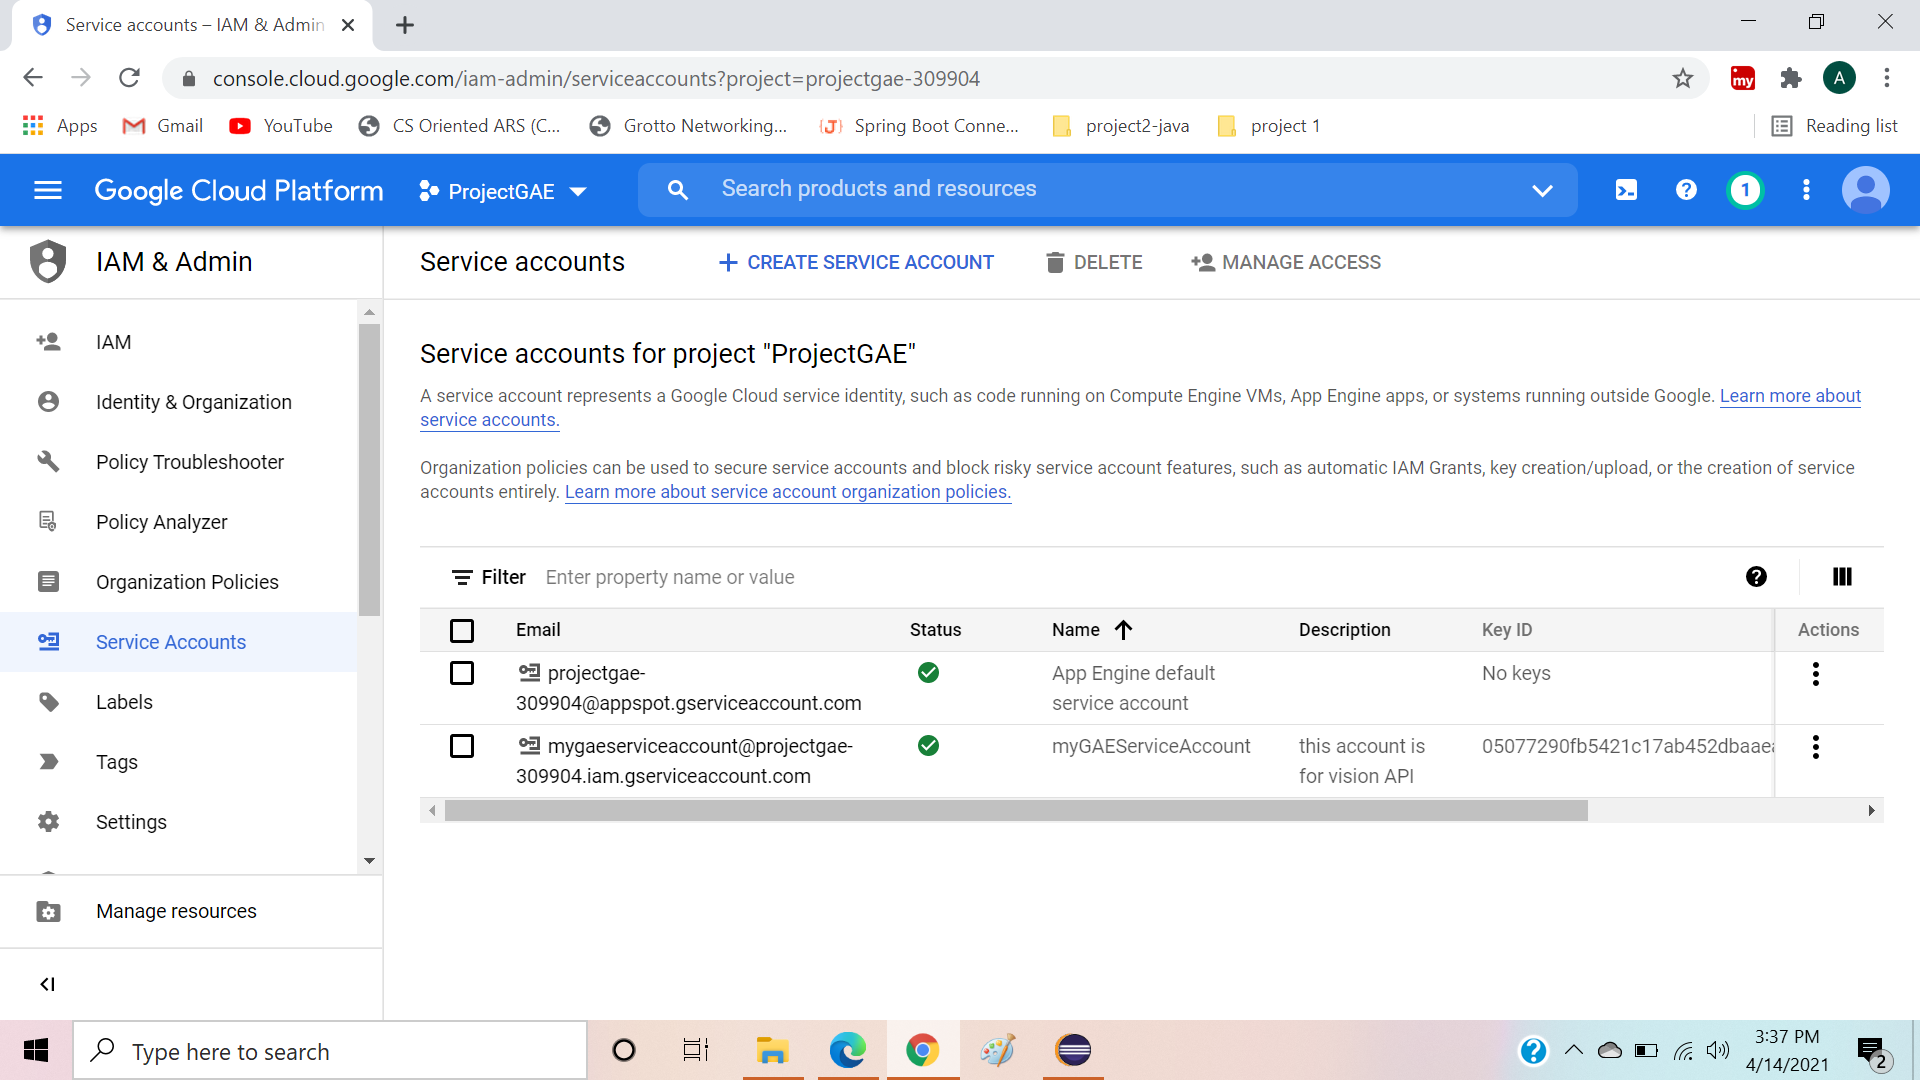 Service accounts – IAM & Admin
console.cloud.google.com/iam-admin/serviceaccounts?project=projectgae-309904
my
A
Apps
Gmail
YouTube
CS Oriented ARS (C...
Grotto Networking...
{J}
Spring Boot Conne...
project2-java
project 1
Reading list
Google Cloud Platform
ProjectGAE
Search products and resources
1
IAM & Admin
Service accounts
CREATE SERVICE ACCOUNT
DELETE
MANAGE ACCESS
IAM
Identity & Organization
Policy Troubleshooter
Policy Analyzer
Organization Policies
Service Accounts
Labels
Tags
Settings
Manage resources
Service accounts for project "ProjectGAE"
A service account represents a Google Cloud service identity, such as code running on Compute Engine VMs, App Engine apps, or systems running outside Google. Learn more about
service accounts.
Organization policies can be used to secure service accounts and block risky service account features, such as automatic IAM Grants, key creation/upload, or the creation of service
accounts entirely. Learn more about service account organization policies.
Filter
Enter property name or value
Email
Status
Name
Description
Key ID
Actions
projectgae-
309904@appspot.gserviceaccount.com
App Engine default
service account
No keys
mygaeserviceaccount@projectgae-
309904.iam.gserviceaccount.com
myGAEServiceAccount
this account is
for vision API
05077290fb5421c17ab452dbaae
Type here to search
3:37 PM
4/14/2021
2